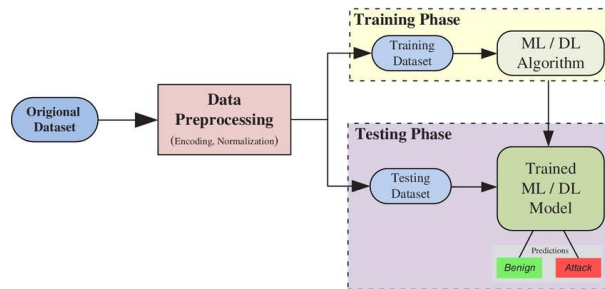 Origional
Dataset
Data
Preprocessing
(Encoding, Normalization)
Training Phase
Training
Dataset
ML / DL
Algorithm
Testing Phase
Testing
Dataset
Trained
ML / DL
Model
Predictions
Benign
Attack